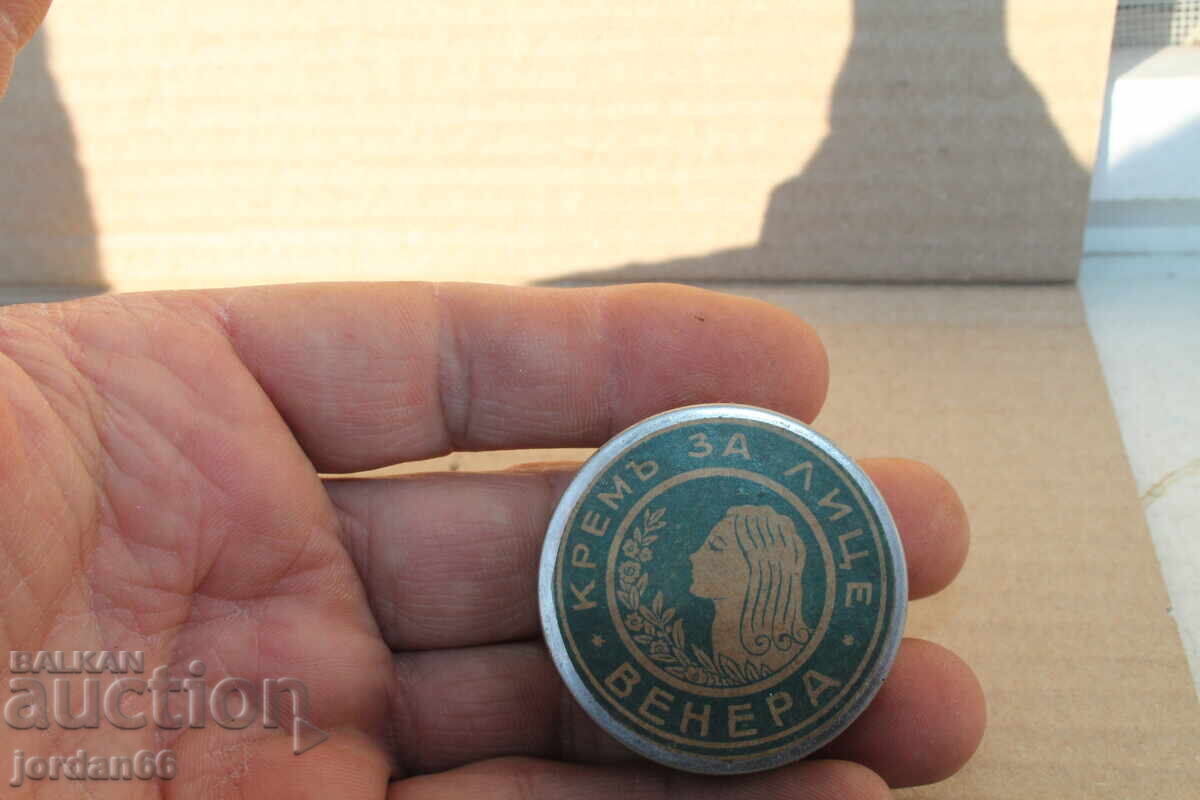 КРЕМЪ ЗА ЛИЦЕ
* ВЕНЕРА *
BALKAN
auction
jordan66